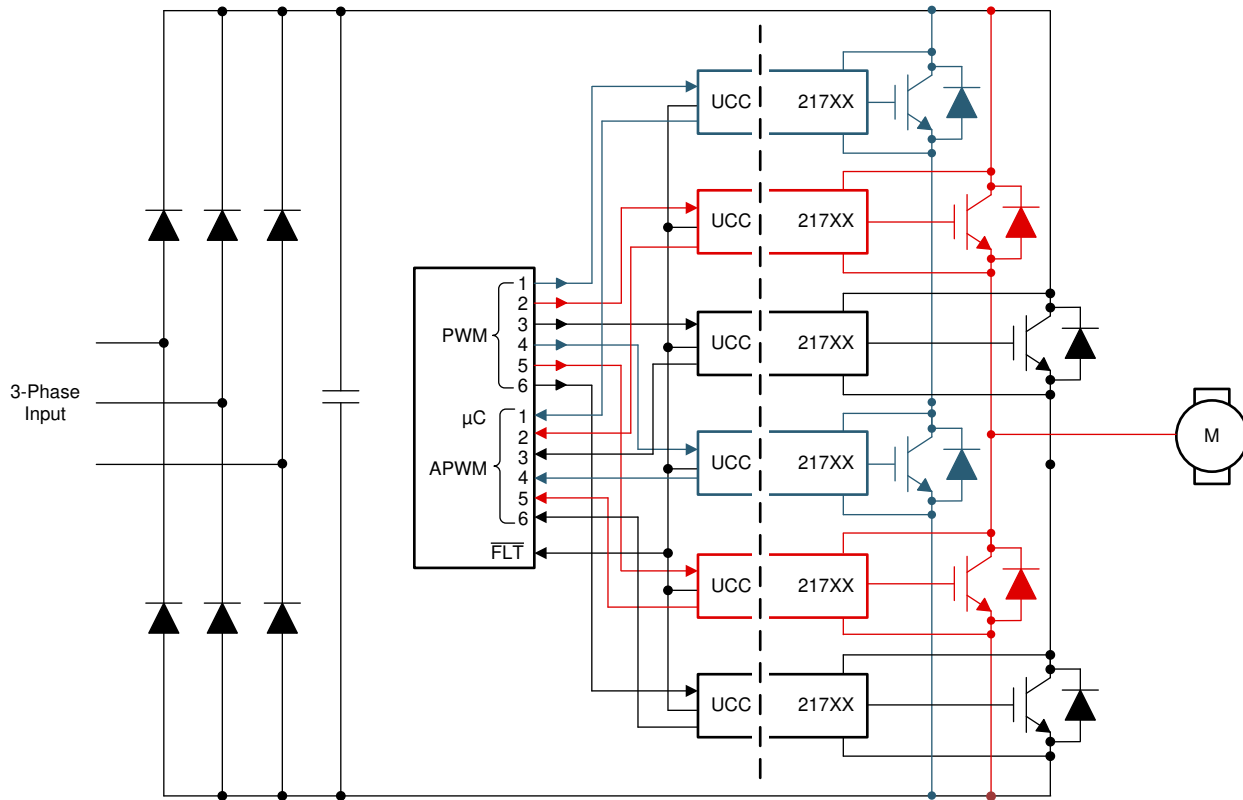 UCC 217XX
UCC 217XX
1
2
PWM 3
4
5
6
UCC 217XX
3-Phase
Input
µC
1
2
APWM 3
4
5
6
FLT
M
UCC 217XX
UCC 217XX
UCC 217XX